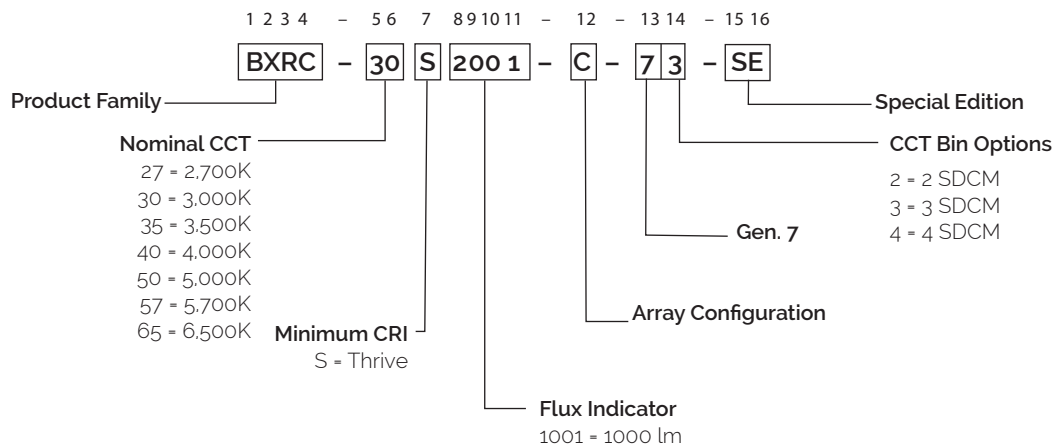 1 2 3 4 – 5 6 7 8 9 10 11 – 12 – 13 14 – 15 16
BXRC – 30 S 200 1 – C – 7 3 – SE
Product Family
Special Edition
Nominal CCT
27 = 2,700K
30 = 3,000K
35 = 3,500K
40 = 4,000K
50 = 5,000K
57 = 5,700K
65 = 6,500K
CCT Bin Options
2 = 2 SDCM
3 = 3 SDCM
4 = 4 SDCM
Gen. 7
Array Configuration
Minimum CRI
S = Thrive
Flux Indicator
1001 = 1000 lm